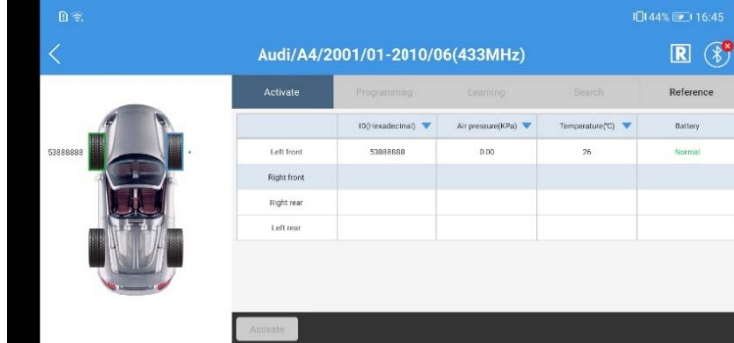 44% 16:45
Audi/A4/2001/01-2010/06(433MHz) R
Activate Programming Learning Search Reference
ID(Hexadecimal) Air pressure(KPa) Temperature(℃) Battery
53888888
Left front 53888888 0.00 26 Normal
Right front
Right rear
Left rear
Activate